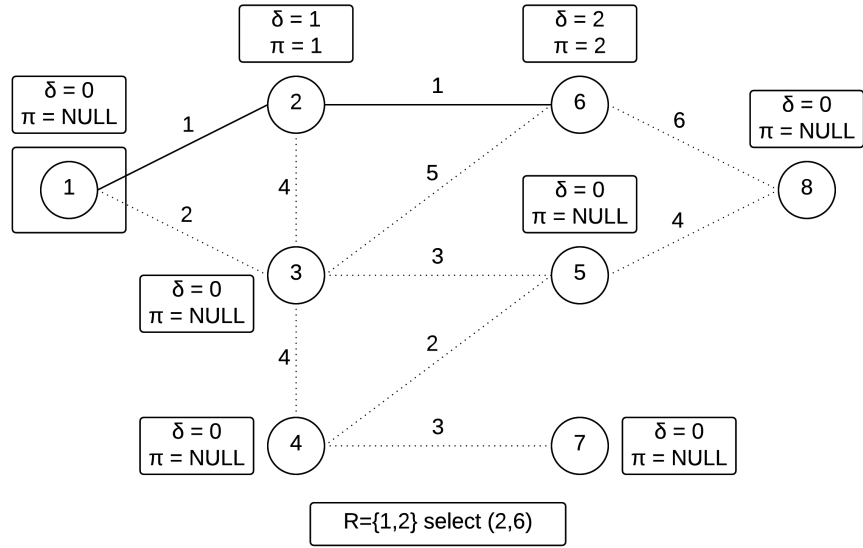 δ = 1
π = 1
δ = 2
π = 2
δ = 0
π = NULL
1
2
1
6
6
δ = 0
π = NULL
1
2
4
5
δ = 0
π = NULL
4
8
3
3
5
δ = 0
π = NULL
4
2
δ = 0
π = NULL
4
3
7
δ = 0
π = NULL
R={1,2} select (2,6)